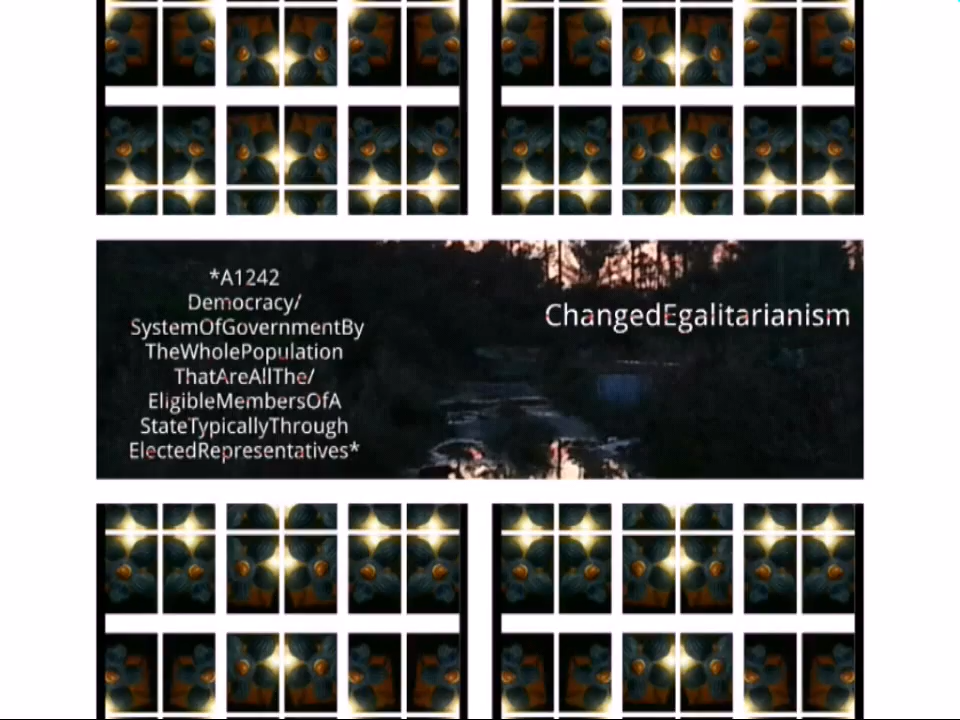 *A1242
Democracy/
SystemOfGovernmentBy
TheWholePopulation
ThatAreAllThe/
EligibleMembersOfA
StateTypicallyThrough
ElectedRepresentatives*
ChangedEgalitarianism